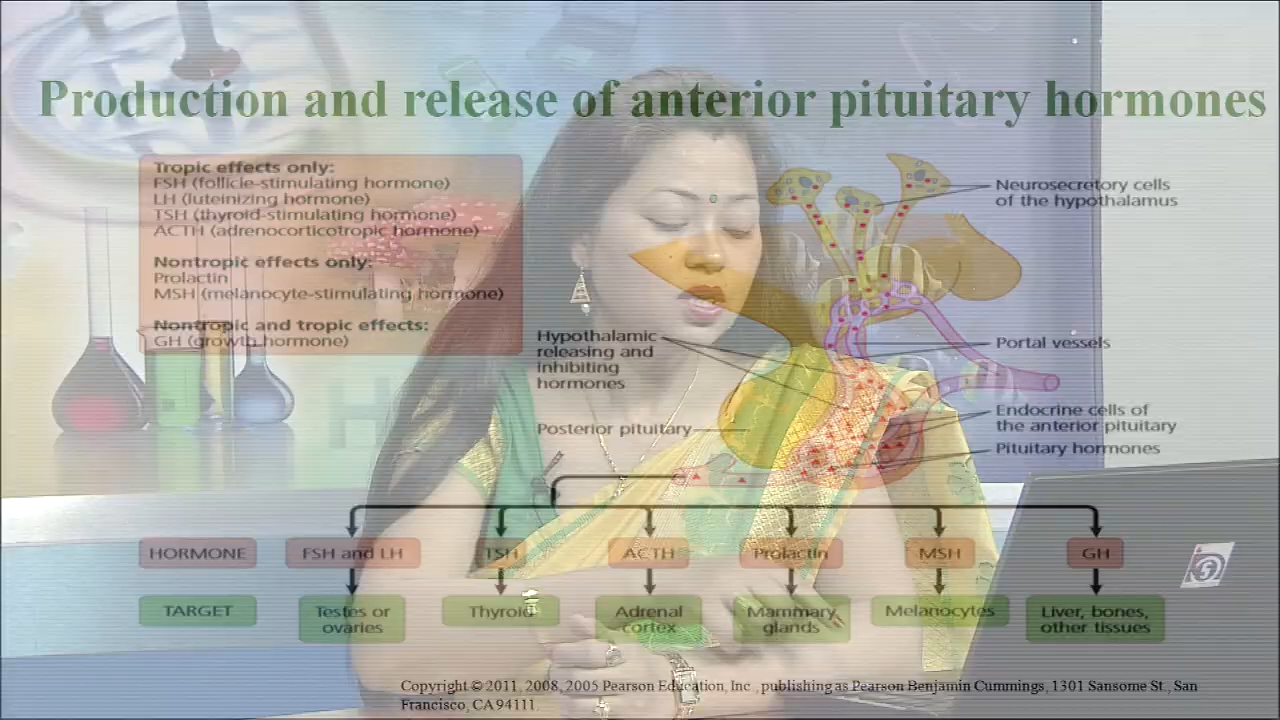 Production and release of anterior pituitary hormones
Tropic effects only:
FSH (follicle-stimulating hormone)
LH (luteinizing hormone)
TSH (thyroid-stimulating hormone)
ACTH (adrenocorticotropic hormone)
Nontropic effects only:
Prolactin
MSH (melanocyte-stimulating hormone)
Nontropic and tropic effects:
GH (growth hormone)
Neurosecretory cells
of the hypothalamus
Hypothalamic
releasing and
inhibiting
hormones
Portal vessels
Endocrine cells of
the anterior pituitary
Pituitary hormones
Posterior pituitary
HORMONE
FSH and LH
TSH
ACTH
Prolactin
MSH
GH
TARGET
Testes or
ovaries
Thyroid
Adrenal
cortex
Mammary
glands
Melanocytes
Liver, bones,
other tissues
Copyright © 2011, 2008, 2005 Pearson Education, Inc., publishing as Pearson Benjamin Cummings, 1301 Sansome St., San
Francisco, CA 94111.